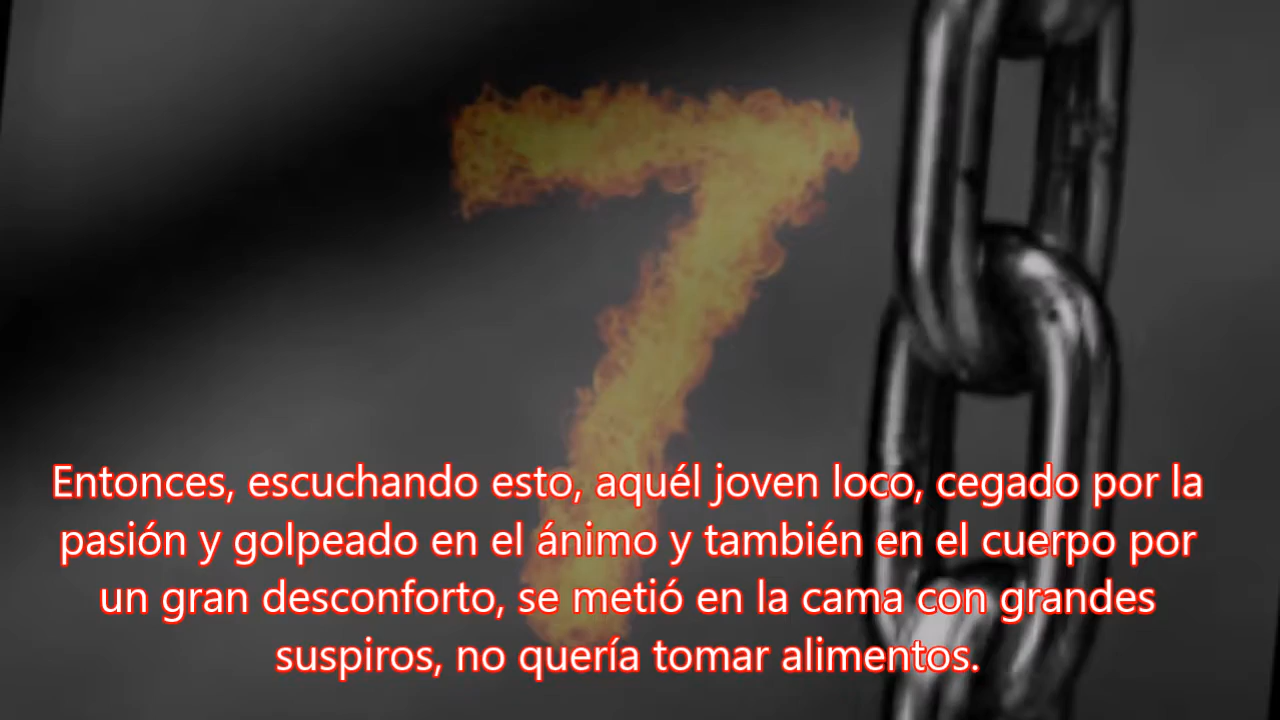 7
Entonces, escuchando esto, aquél joven loco, cegado por la
pasión y golpeado en el ánimo y también en el cuerpo por
un gran desconforto, se metió en la cama con grandes
suspiros, no quería tomar alimentos.